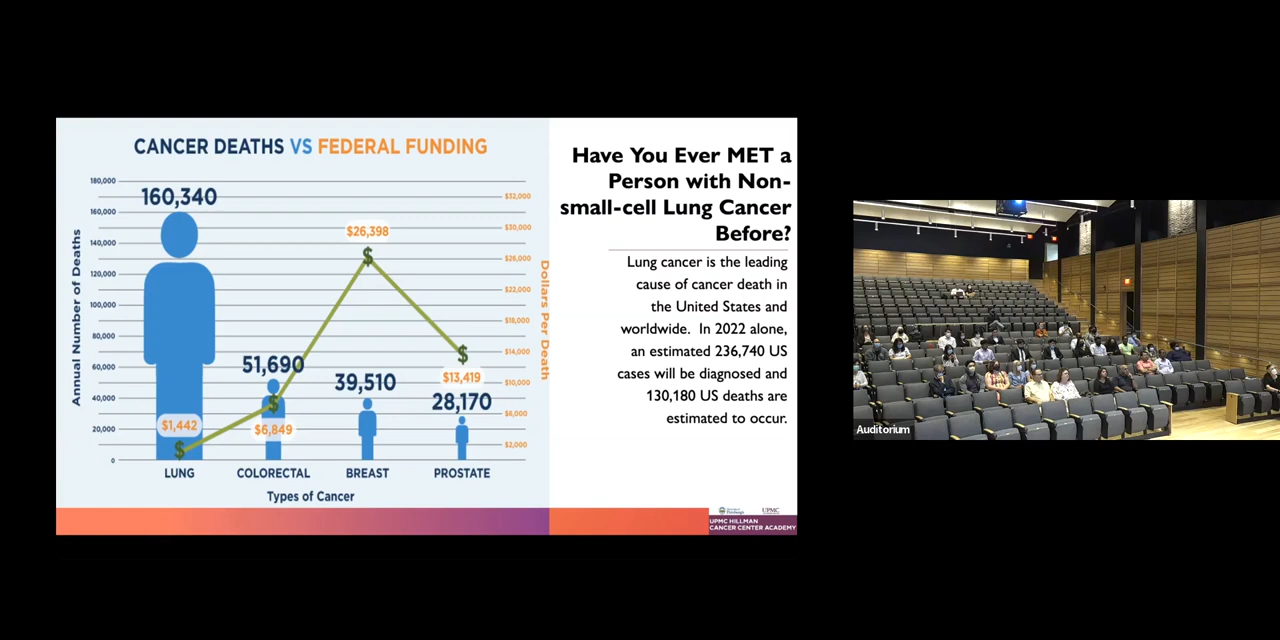 CANCER DEATHS VS FEDERAL FUNDING
180,000
160,000
140,000
120,000
100,000
80,000
60,000
40,000
20,000
0
Annual Number of Deaths
160,340
51,690
39,510
28,170
$1,442
$6,849
$26,398
$13,419
$
$
$
$
$32,000
$30,000
$26,000
$22,000
$18,000
$14,000
$10,000
$6,000
$2,000
Dollars Per Death
LUNG COLORECTAL BREAST PROSTATE
Types of Cancer
Have You Ever MET a
Person with Non-
small-cell Lung Cancer
Before?
Lung cancer is the leading
cause of cancer death in
the United States and
worldwide. In 2022 alone,
an estimated 236,740 US
cases will be diagnosed and
130,180 US deaths are
estimated to occur.
UPMC
UPMC HILLMAN
CANCER CENTER ACADEMY
Auditorium